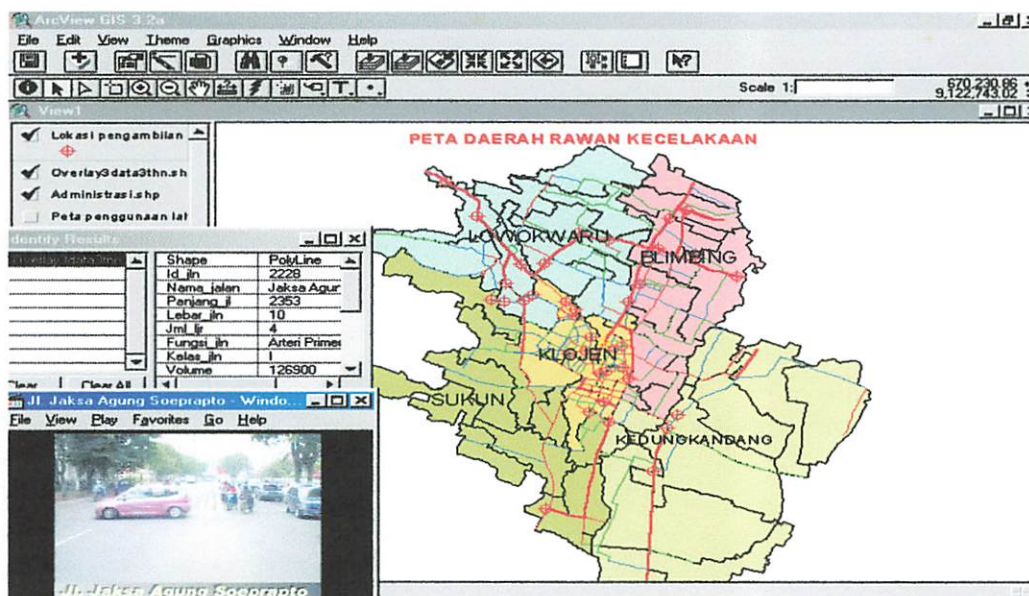 ArcView GIS 3.2a
File Edit View Theme Graphics Window Help
Scale 1:
670,230.86
9,122,743.02
View1
Lokasi pengambilan
Overlay3data3thn.sh
Administrasi.shp
Peta penggunaan lal
PETA DAERAH RAWAN KECELAKAAN
LOWOKWARU
BLIMBING
KLOJEN
SUKUN
KEDUNGKANDANG
dentify Results
Shape PolyLine
Id_jln 2228
Nama_jalan Jaksa Agur
Panjang_jl 2353
Lebar_jln 10
Jml_ljr 4
Fungsi_jln Arteri Primer
Kelas_jln I
Volume 126900
Clear Clear All
Jl. Jaksa Agung Soeprapto - Windo...
File View Play Favorites Go Help
Jl. Jaksa Agung Soeprapto